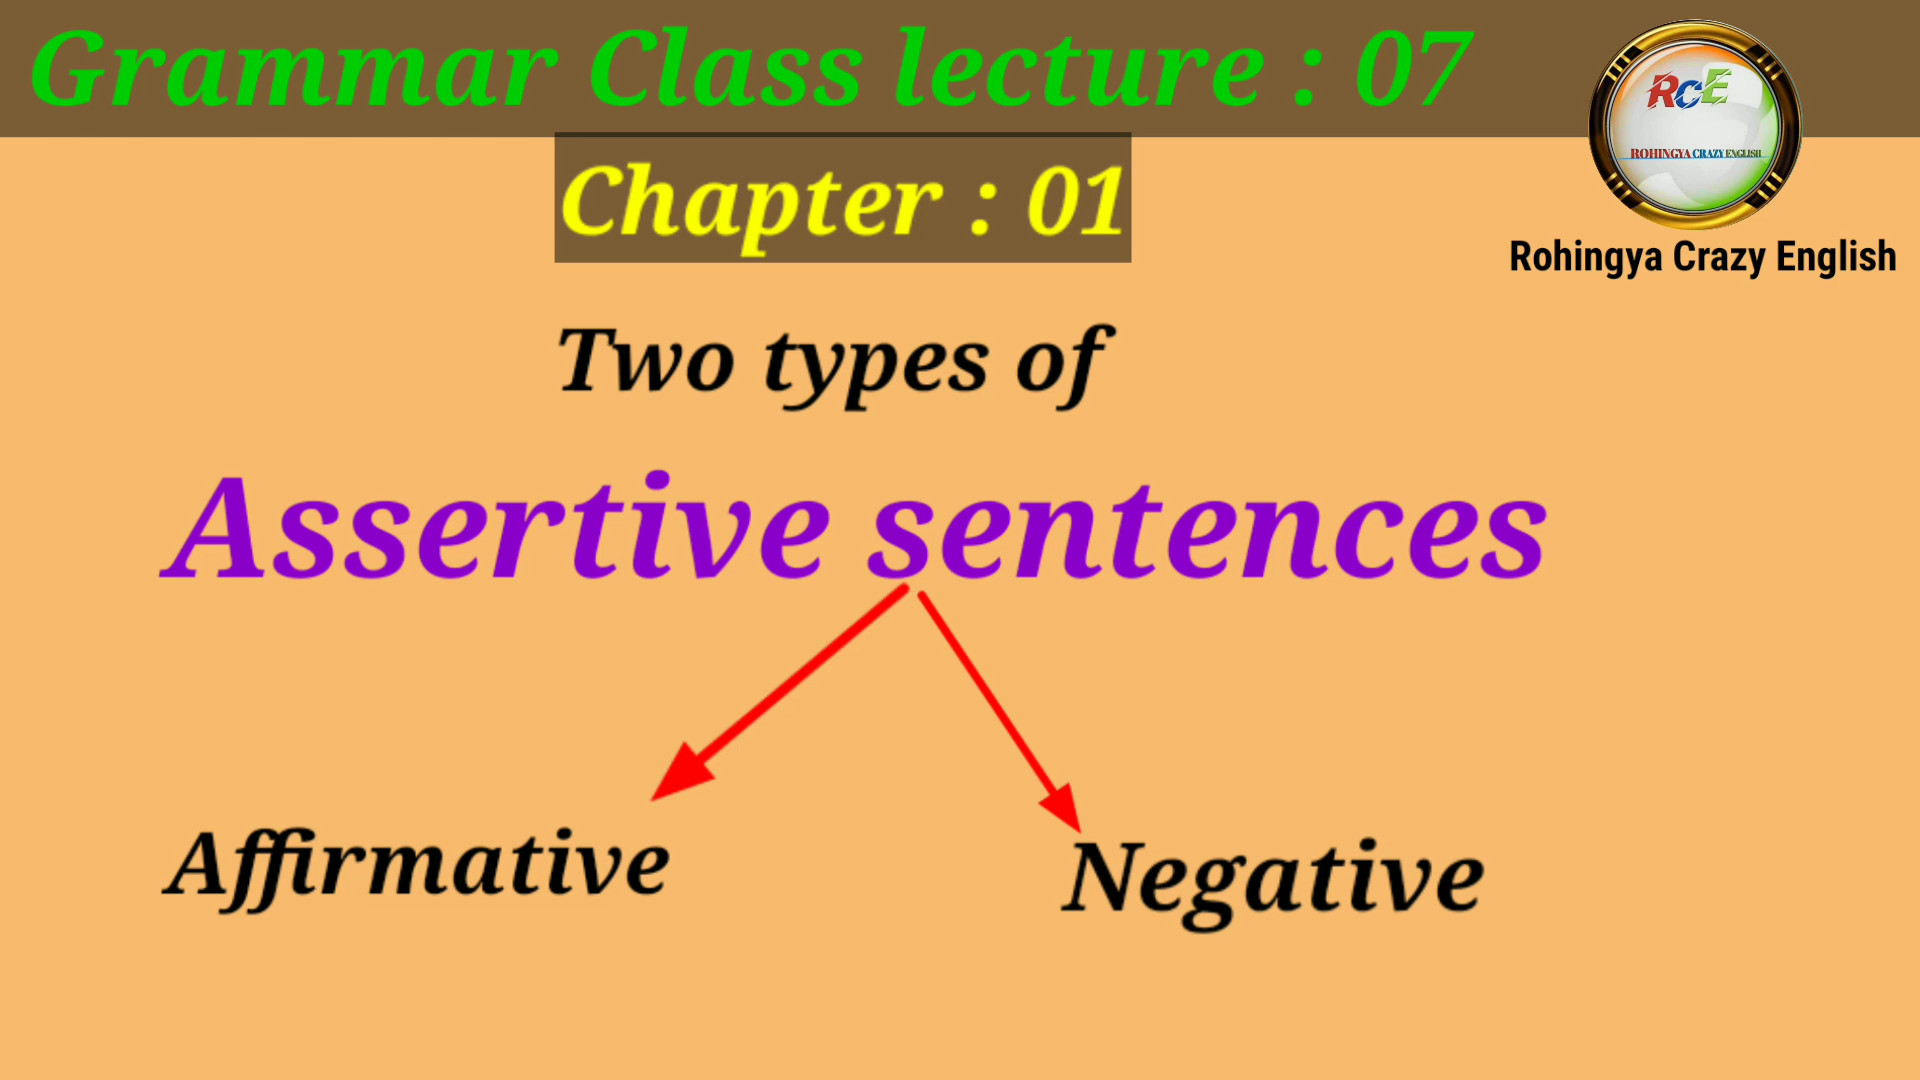 Grammar Class lecture : 07
RCE
ROHINGYA CRAZY ENGLISH
Rohingya Crazy English
Chapter : 01
Two types of
Assertive sentences
Affirmative
Negative